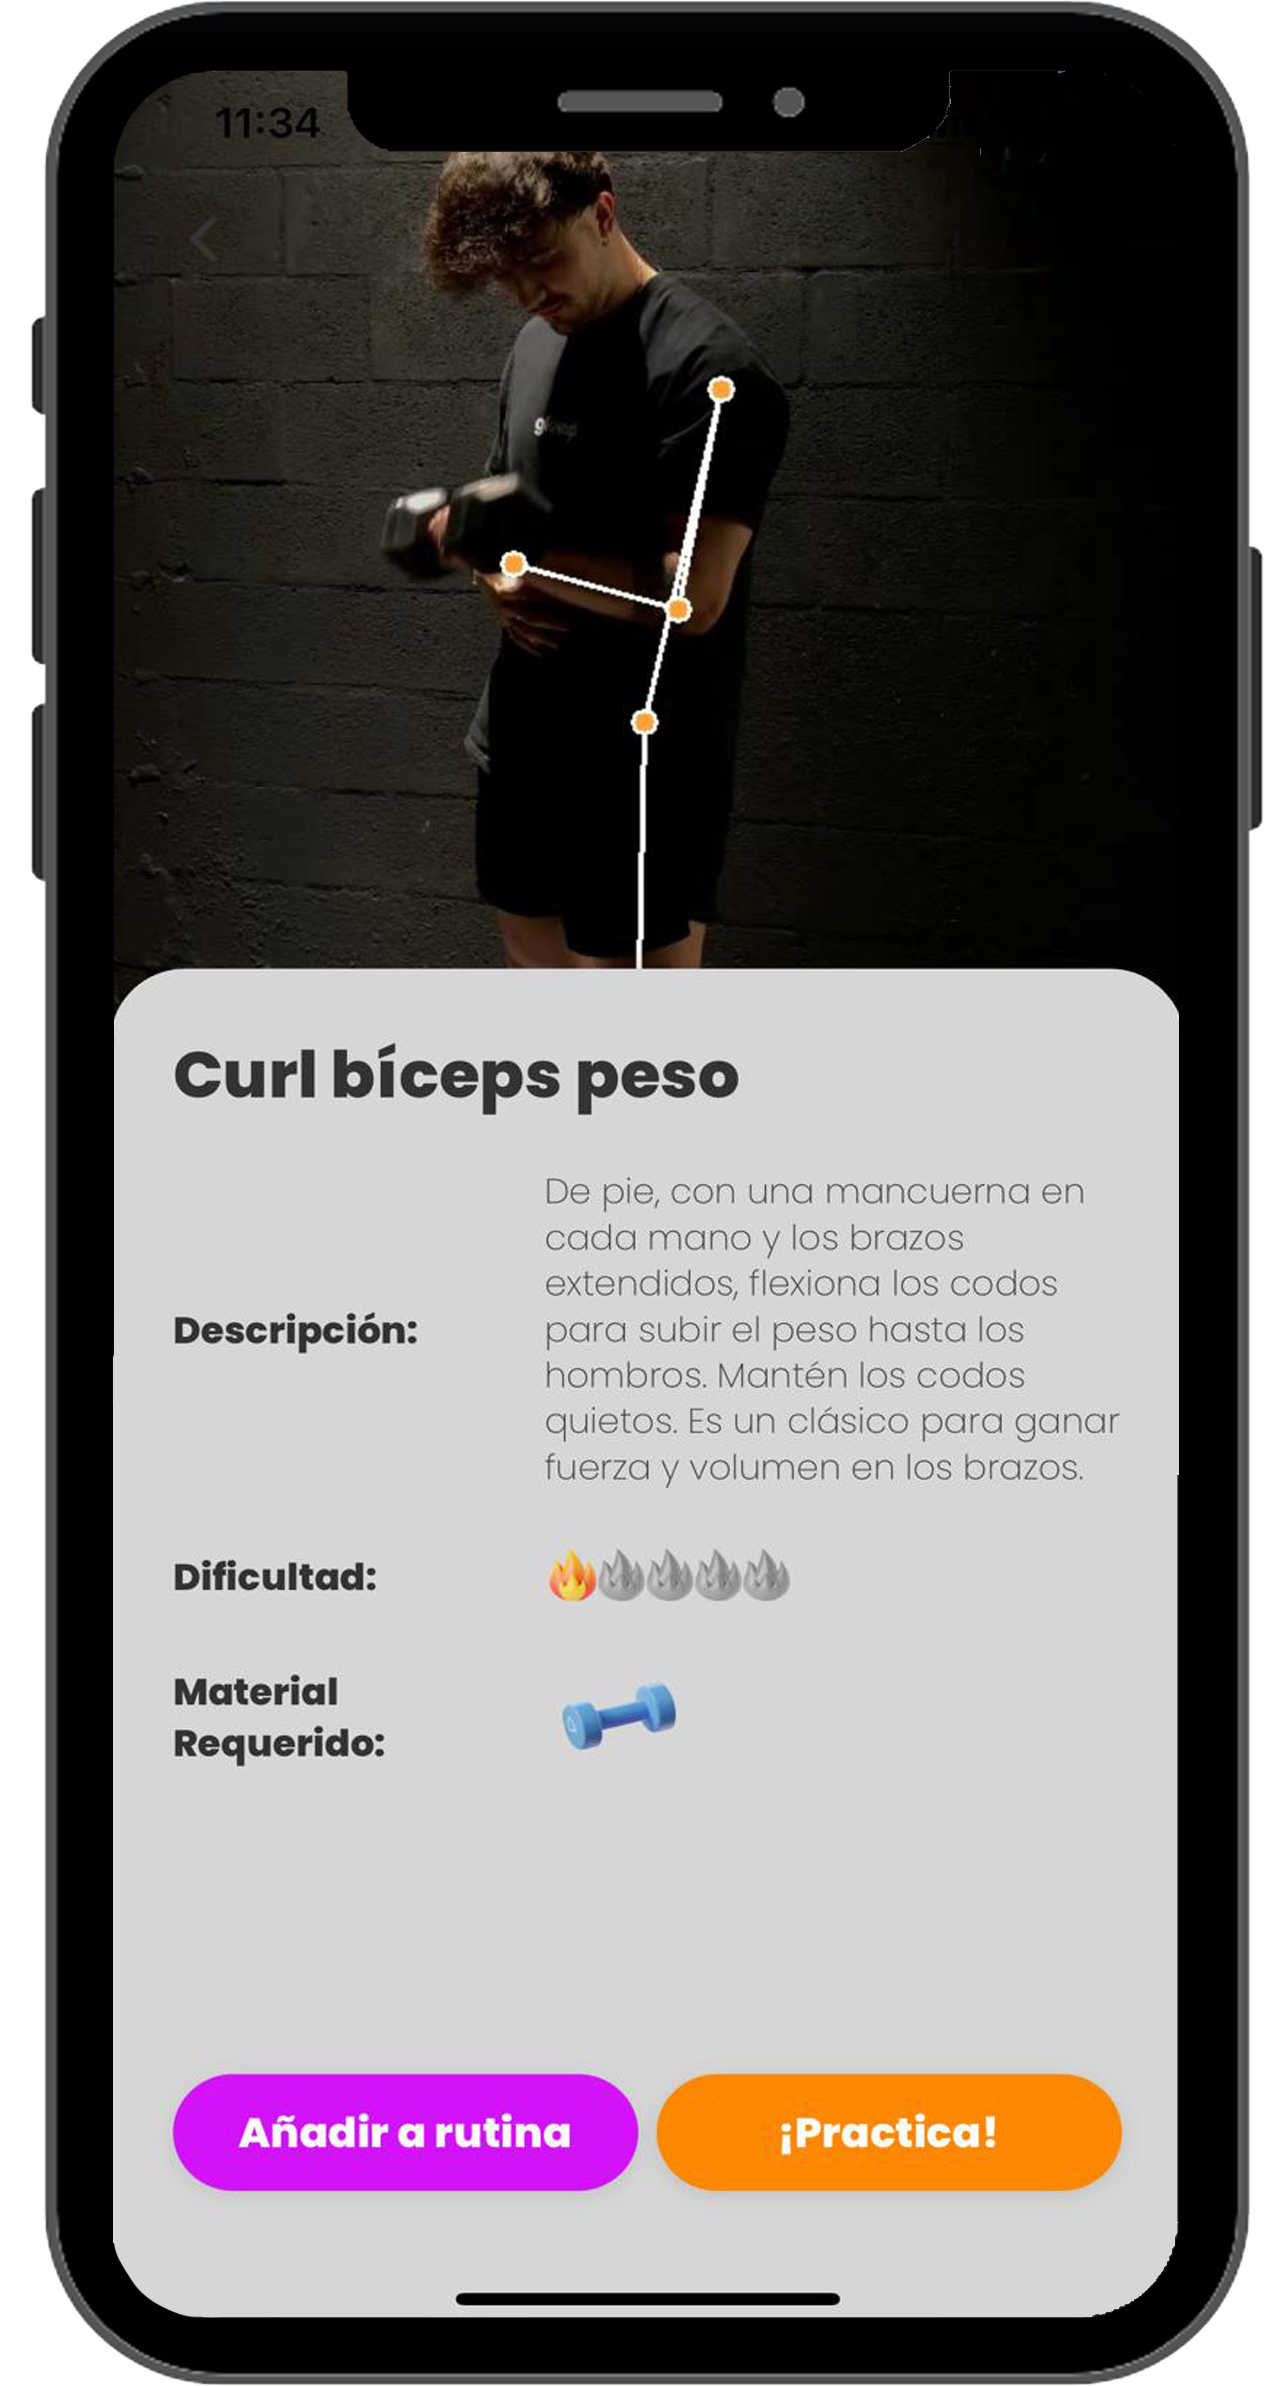 11:34
Curl bíceps peso
Descripción:
De pie, con una mancuerna en
cada mano y los brazos
extendidos, flexiona los codos
para subir el peso hasta los
hombros. Mantén los codos
quietos. Es un clásico para ganar
fuerza y volumen en los brazos.
Dificultad:
Material
Requerido:
Añadir a rutina
¡Practica!